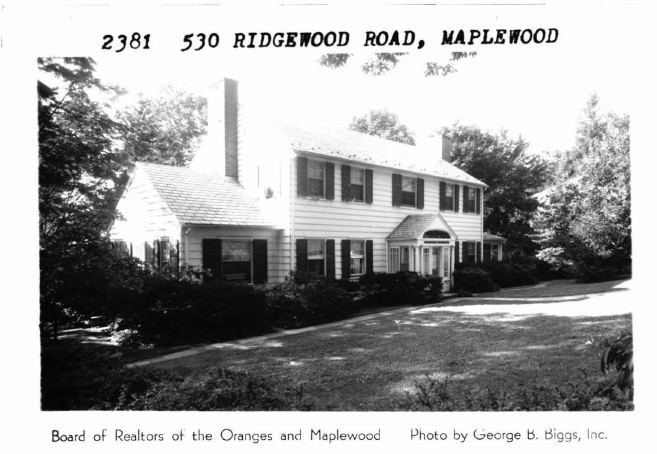 2381 530 RIDGEWOOD ROAD, MAPLEWOOD
Board of Realtors of the Oranges and Maplewood Photo by George B. Biggs, Inc.